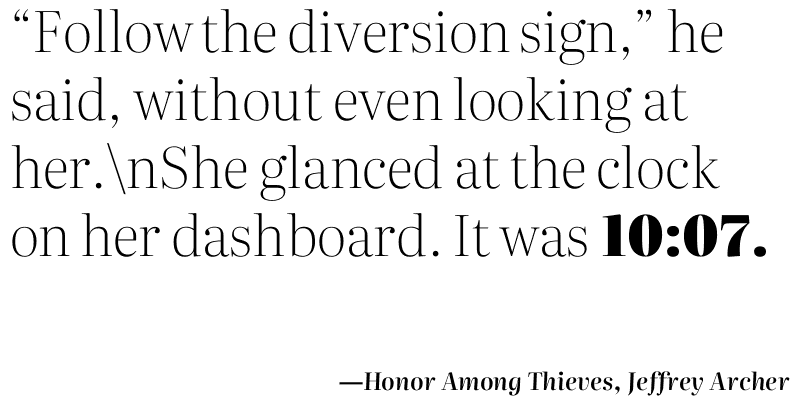 “Follow the diversion sign,” he
said, without even looking at
her.\nShe glanced at the clock
on her dashboard. It was 10:07.
—Honor Among Thieves, Jeffrey Archer